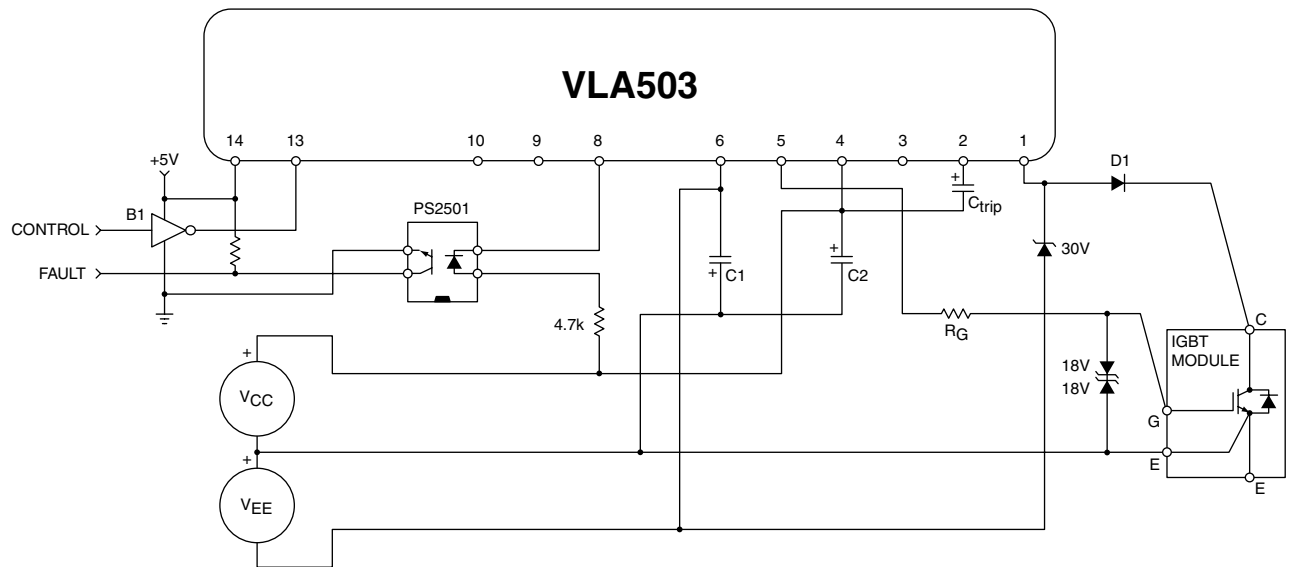 VLA503
14 13 10 9 8 6 5 4 3 2 1
+5V
D1
+
Ctrip
B1
PS2501
CONTROL
30V
+
FAULT
+ C1
C2
4.7k
RG
C
IGBT
MODULE
+
18V
18V
VCC
G
+
E
VEE
E